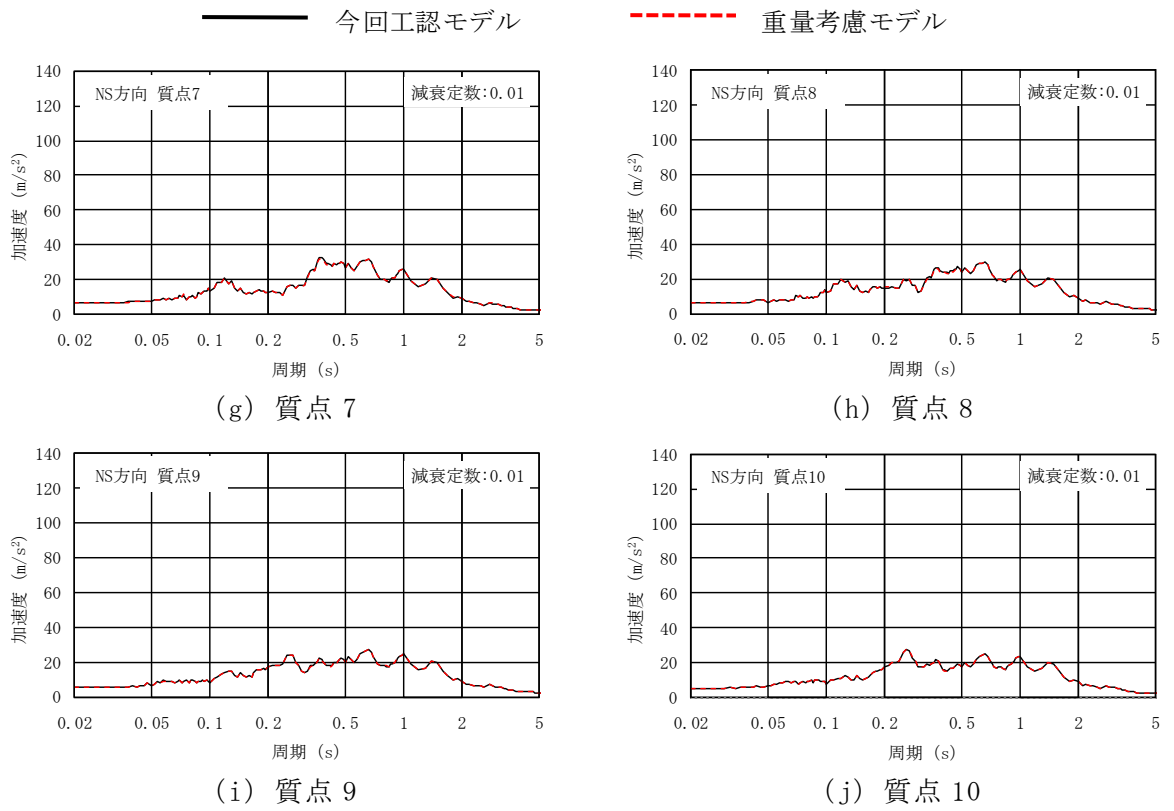 今回工認モデル 重量考慮モデル
NS方向 質点7 減衰定数:0.01
140
120
100
80
60
40
20
0
加速度 (m/s²)
0.02 0.05 0.1 0.2 0.5 1 2 5
周期 (s)
(g) 質点 7
NS方向 質点8 減衰定数:0.01
140
120
100
80
60
40
20
0
加速度 (m/s²)
0.02 0.05 0.1 0.2 0.5 1 2 5
周期 (s)
(h) 質点 8
NS方向 質点9 減衰定数:0.01
140
120
100
80
60
40
20
0
加速度 (m/s²)
0.02 0.05 0.1 0.2 0.5 1 2 5
周期 (s)
(i) 質点 9
NS方向 質点10 減衰定数:0.01
140
120
100
80
60
40
20
0
加速度 (m/s²)
0.02 0.05 0.1 0.2 0.5 1 2 5
周期 (s)
(j) 質点 10